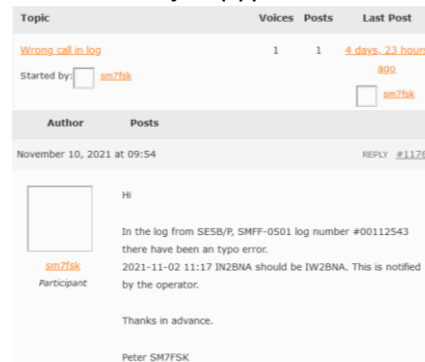 Topic Voices Posts Last Post
Wrong call in log 1 1 4 days, 23 hours
ago
Started by: sm7fsk
sm7fsk
Author Posts
November 10, 2021 at 09:54 REPLY #1176
Hi
In the log from SE5B/P, SMFF-0501 log number #00112543
there have been an typo error.
2021-11-02 11:17 IN2BNA should be IW2BNA. This is notified
by the operator.
sm7fsk
Participant
Thanks in advance.
Peter SM7FSK